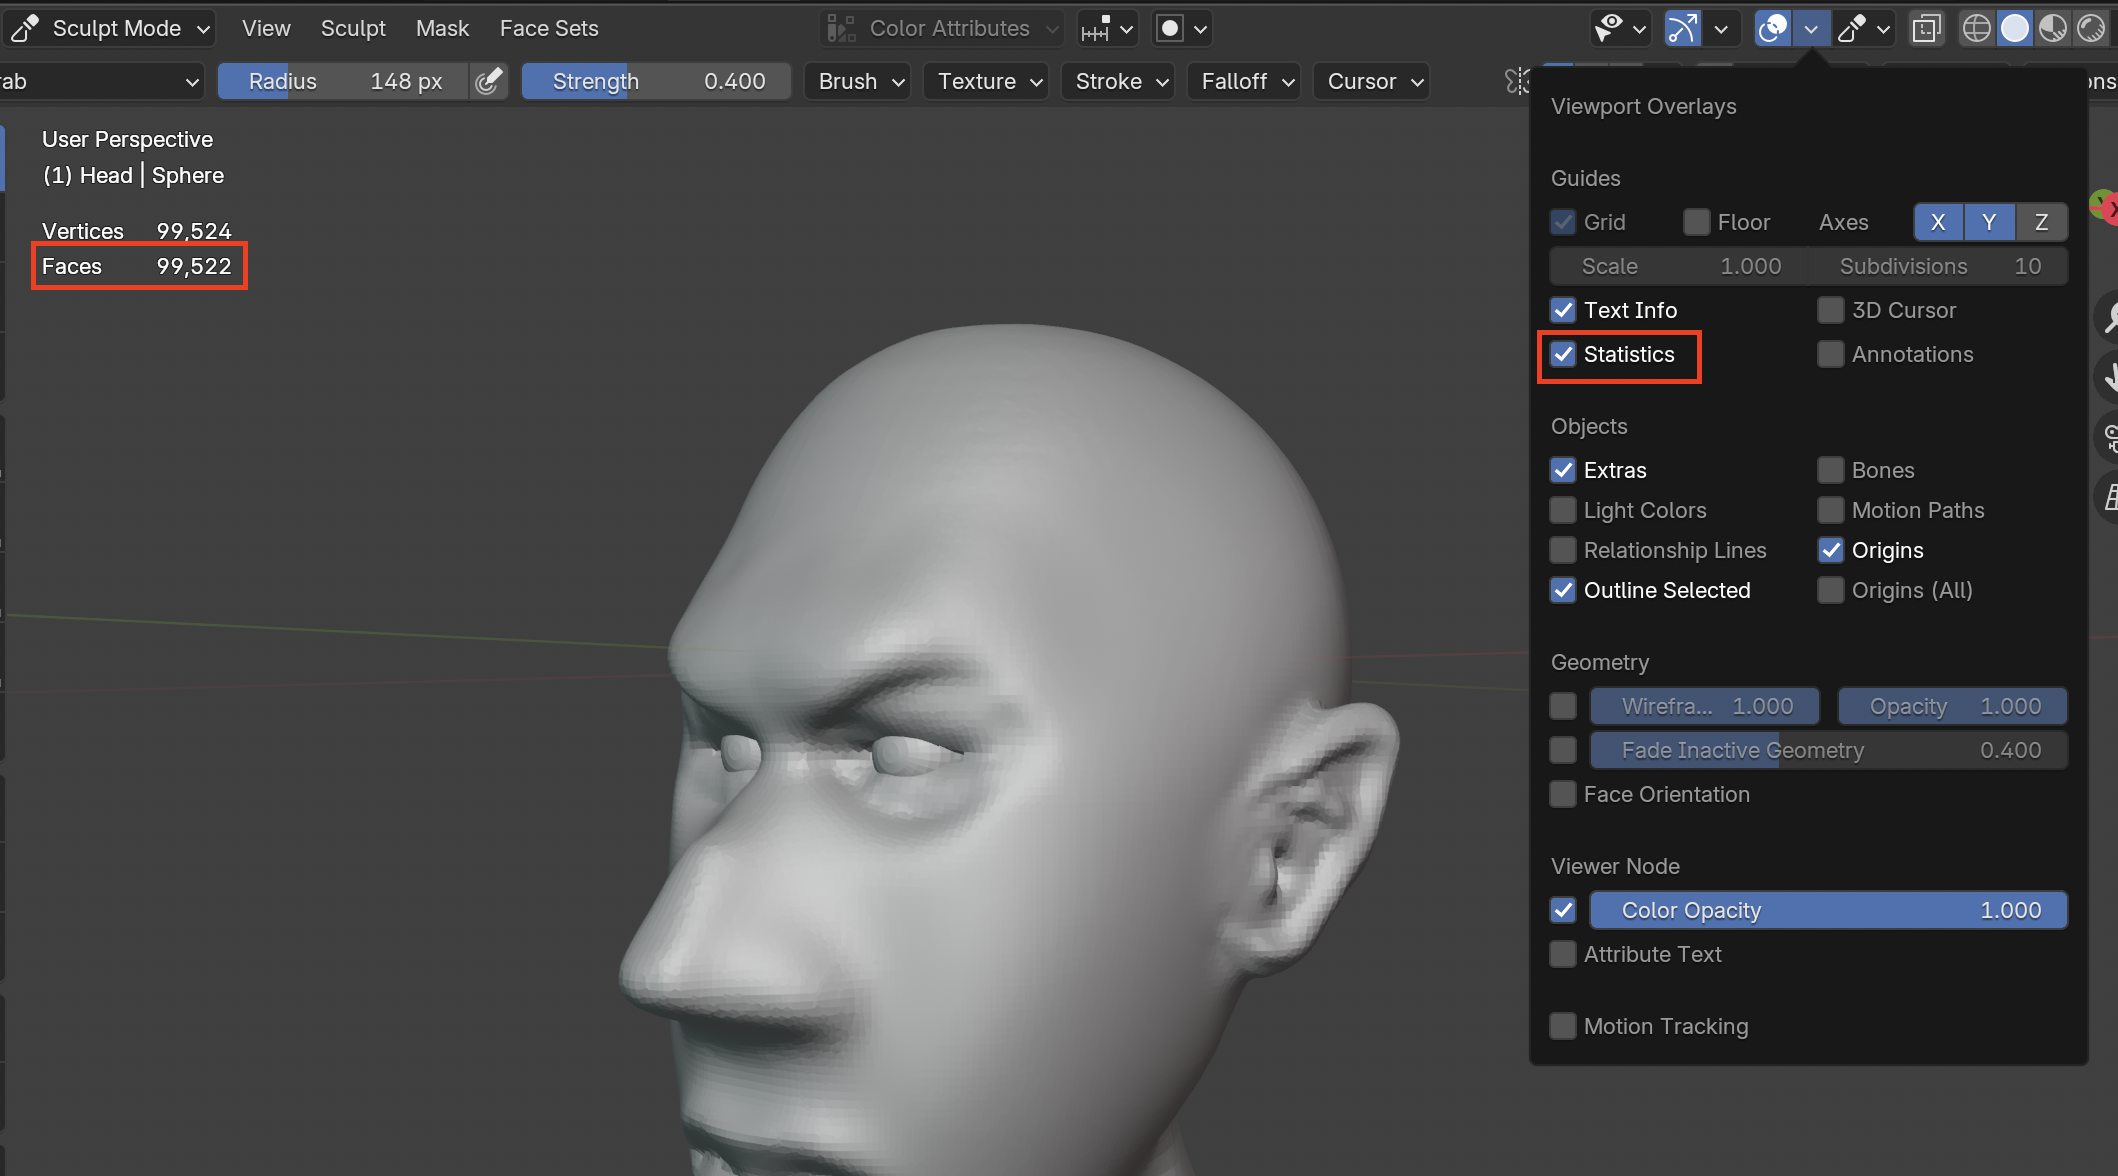 Sculpt Mode View Sculpt Mask Face Sets Color Attributes
ab Radius 148 px Strength 0.400 Brush Texture Stroke Falloff Cursor ons
User Perspective
(1) Head | Sphere
Vertices 99,524
Faces 99,522
Viewport Overlays
Guides
Grid Floor Axes X Y Z
Scale 1.000 Subdivisions 10
Text Info 3D Cursor
Statistics Annotations
Objects
Extras Bones
Light Colors Motion Paths
Relationship Lines Origins
Outline Selected Origins (All)
Geometry
Wirefra... 1.000 Opacity 1.000
Fade Inactive Geometry 0.400
Face Orientation
Viewer Node
Color Opacity 1.000
Attribute Text
Motion Tracking